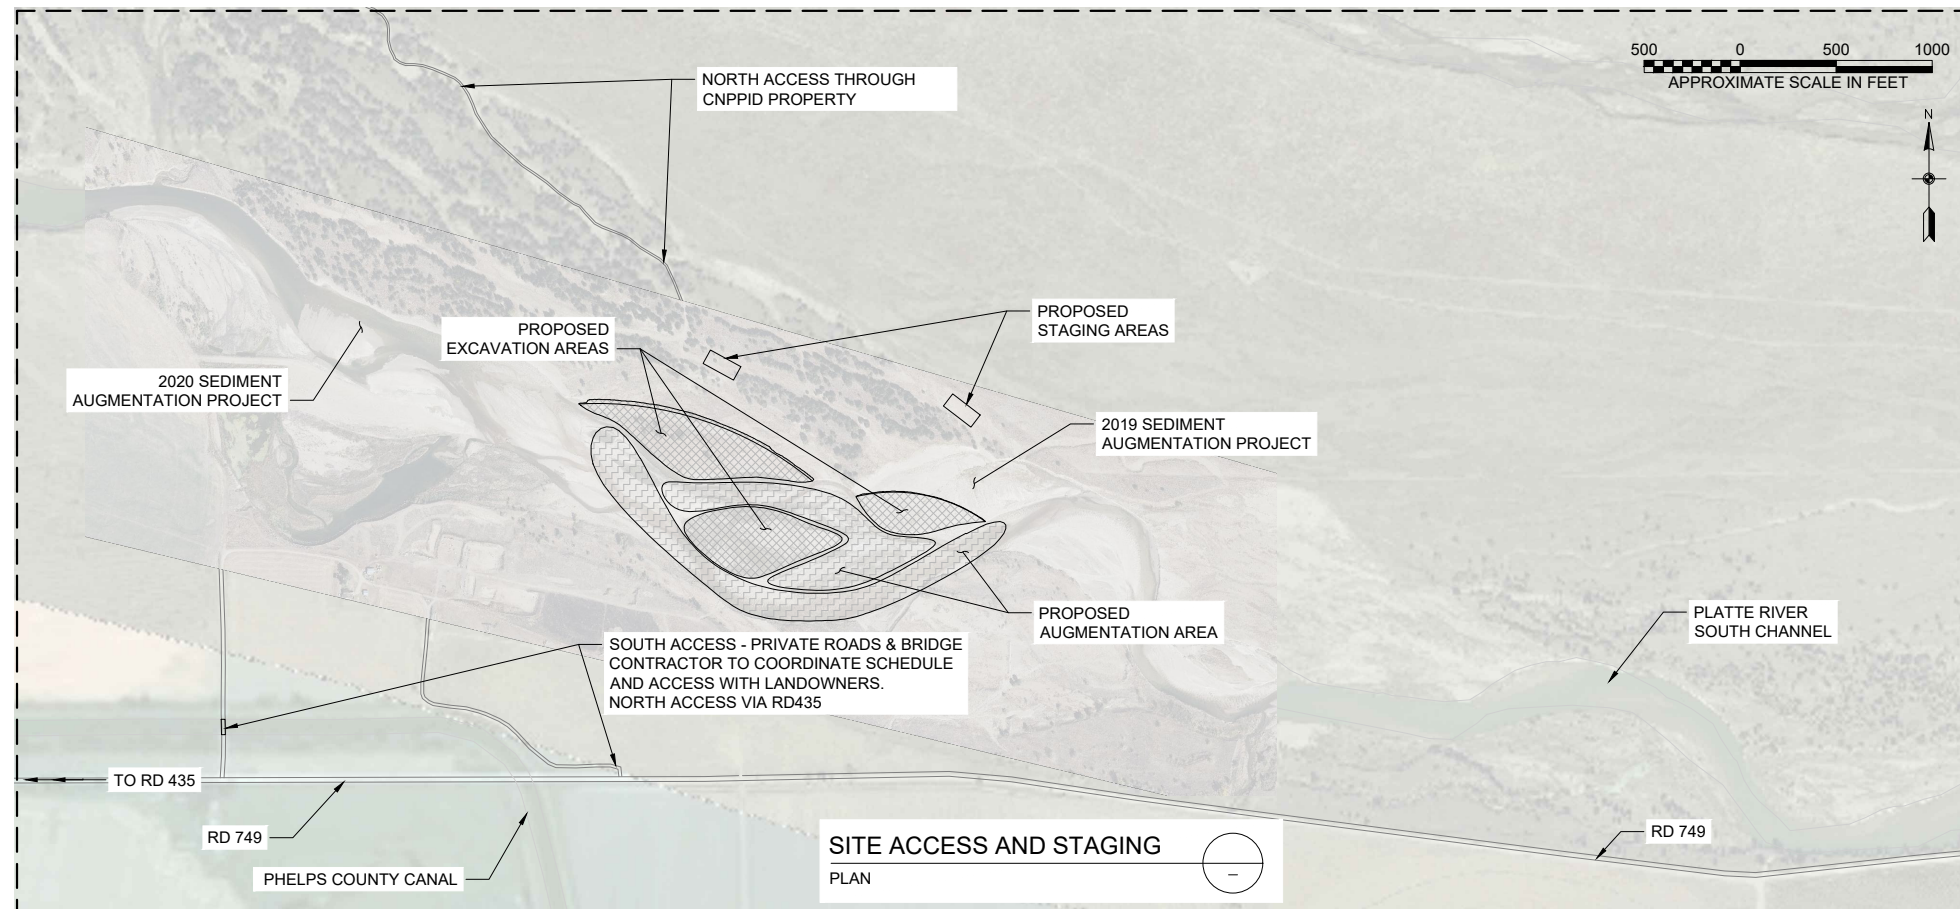 500 0 500 1000
APPROXIMATE SCALE IN FEET
N
NORTH ACCESS THROUGH
CNPPID PROPERTY
PROPOSED
STAGING AREAS
PROPOSED
EXCAVATION AREAS
2020 SEDIMENT
AUGMENTATION PROJECT
2019 SEDIMENT
AUGMENTATION PROJECT
PROPOSED
AUGMENTATION AREA
PLATTE RIVER
SOUTH CHANNEL
SOUTH ACCESS - PRIVATE ROADS & BRIDGE
CONTRACTOR TO COORDINATE SCHEDULE
AND ACCESS WITH LANDOWNERS.
NORTH ACCESS VIA RD435
TO RD 435
RD 749
RD 749
PHELPS COUNTY CANAL
SITE ACCESS AND STAGING
PLAN
–